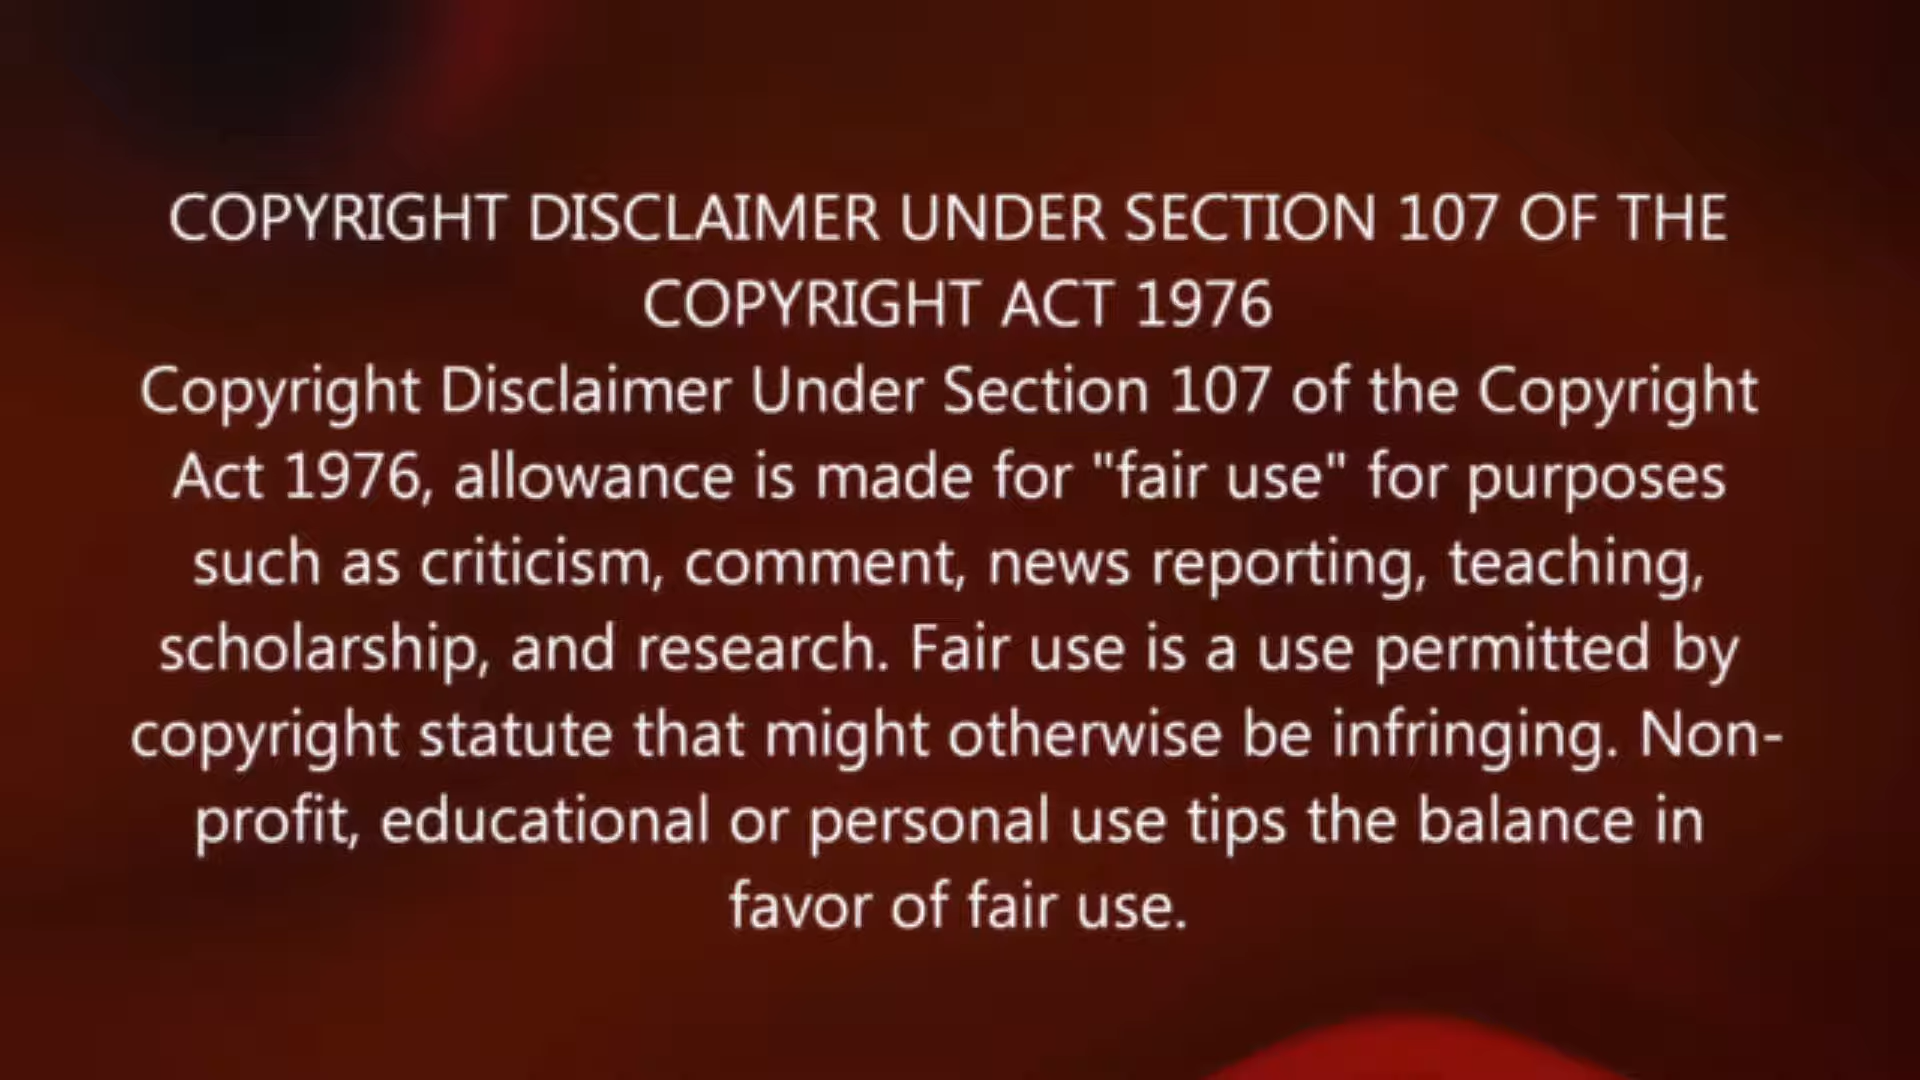 COPYRIGHT DISCLAIMER UNDER SECTION 107 OF THE
COPYRIGHT ACT 1976
Copyright Disclaimer Under Section 107 of the Copyright
Act 1976, allowance is made for "fair use" for purposes
such as criticism, comment, news reporting, teaching,
scholarship, and research. Fair use is a use permitted by
copyright statute that might otherwise be infringing. Non-
profit, educational or personal use tips the balance in
favor of fair use.